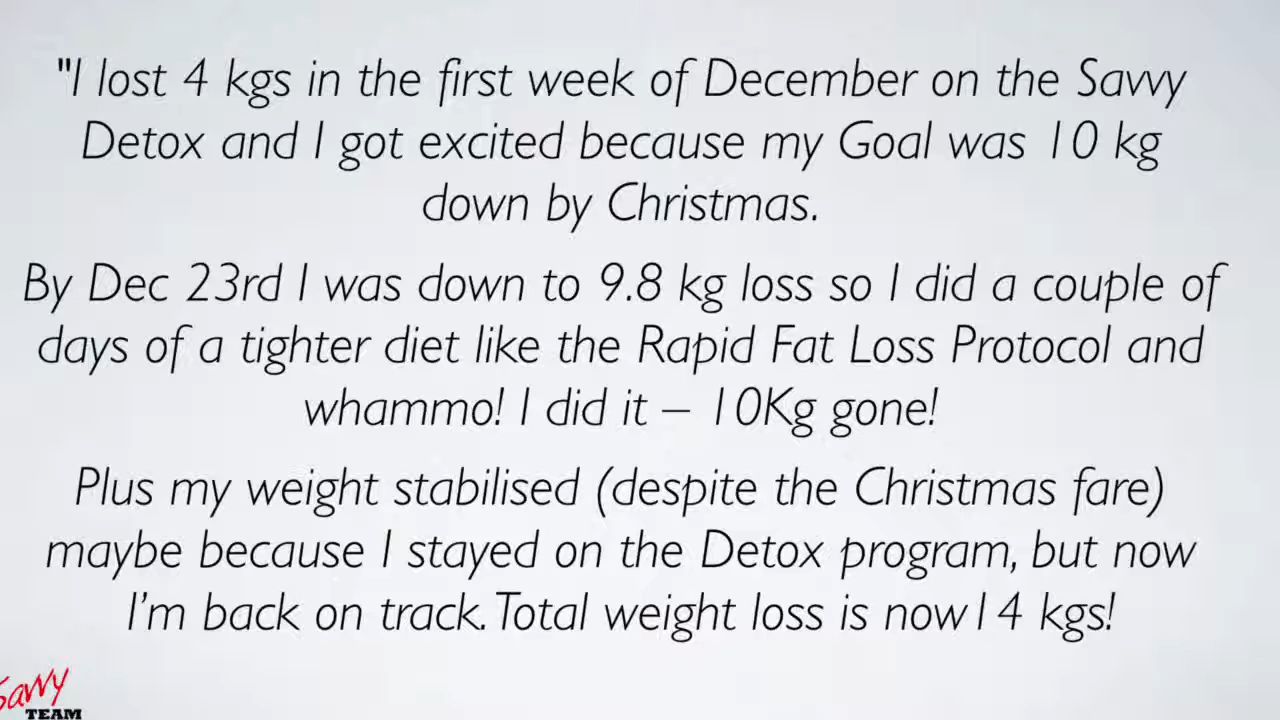 "I lost 4 kgs in the first week of December on the Savvy
Detox and I got excited because my Goal was 10 kg
down by Christmas.
By Dec 23rd I was down to 9.8 kg loss so I did a couple of
days of a tighter diet like the Rapid Fat Loss Protocol and
whammo! I did it – 10Kg gone!
Plus my weight stabilised (despite the Christmas fare)
maybe because I stayed on the Detox program, but now
I'm back on track. Total weight loss is now14 kgs!
Savvy
TEAM